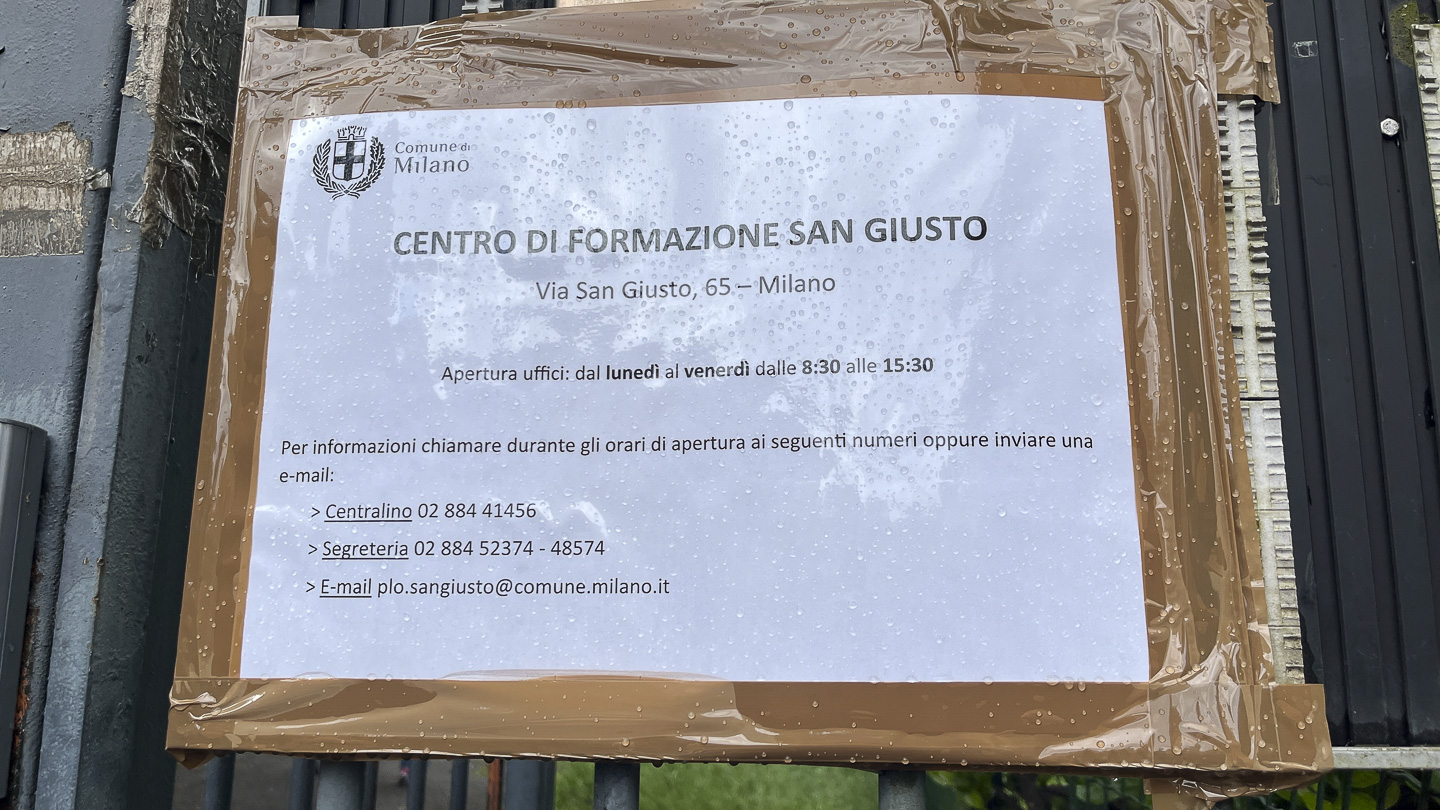 Comune di
Milano
CENTRO DI FORMAZIONE SAN GIUSTO
Via San Giusto, 65 – Milano
Apertura uffici: dal lunedì al venerdì dalle 8:30 alle 15:30
Per informazioni chiamare durante gli orari di apertura ai seguenti numeri oppure inviare una
e-mail:
> Centralino 02 884 41456
> Segreteria 02 884 52374 - 48574
> E-mail plo.sangiusto@comune.milano.it